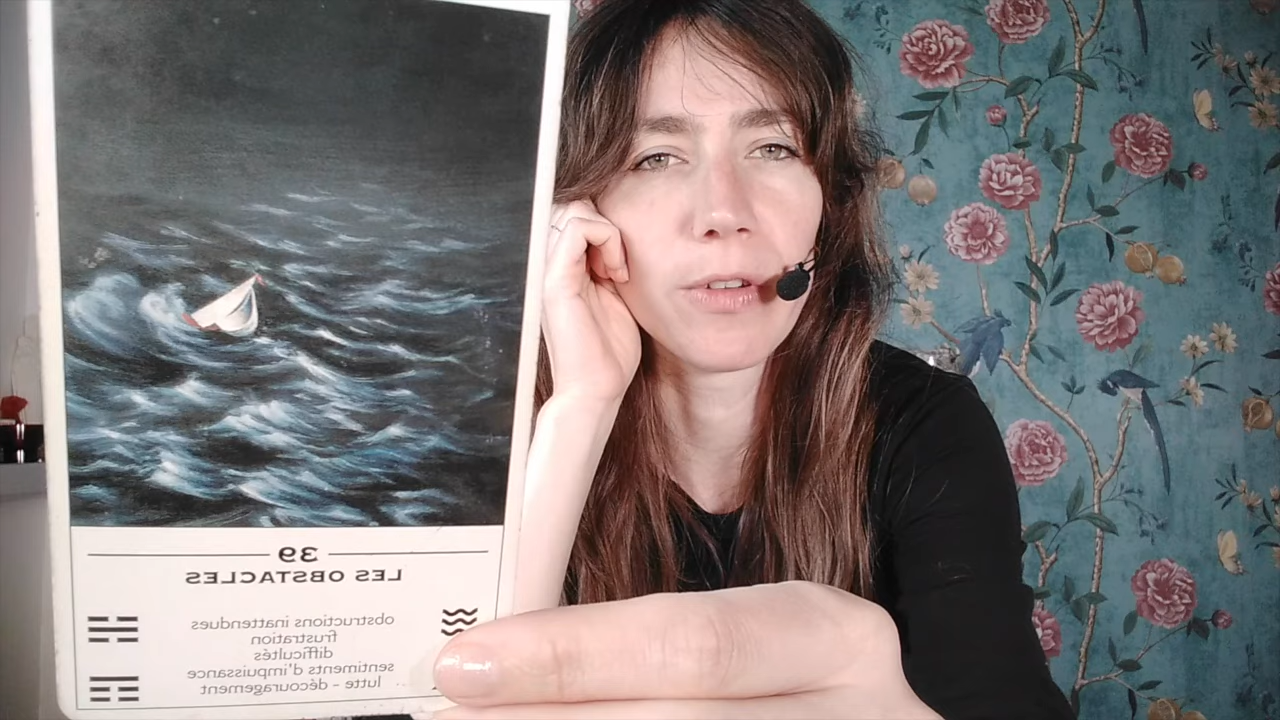 39
LES OBSTACLES
obstructions inattendues
frustration
difficultés
sentiments d'impuissance
lutte - découragement